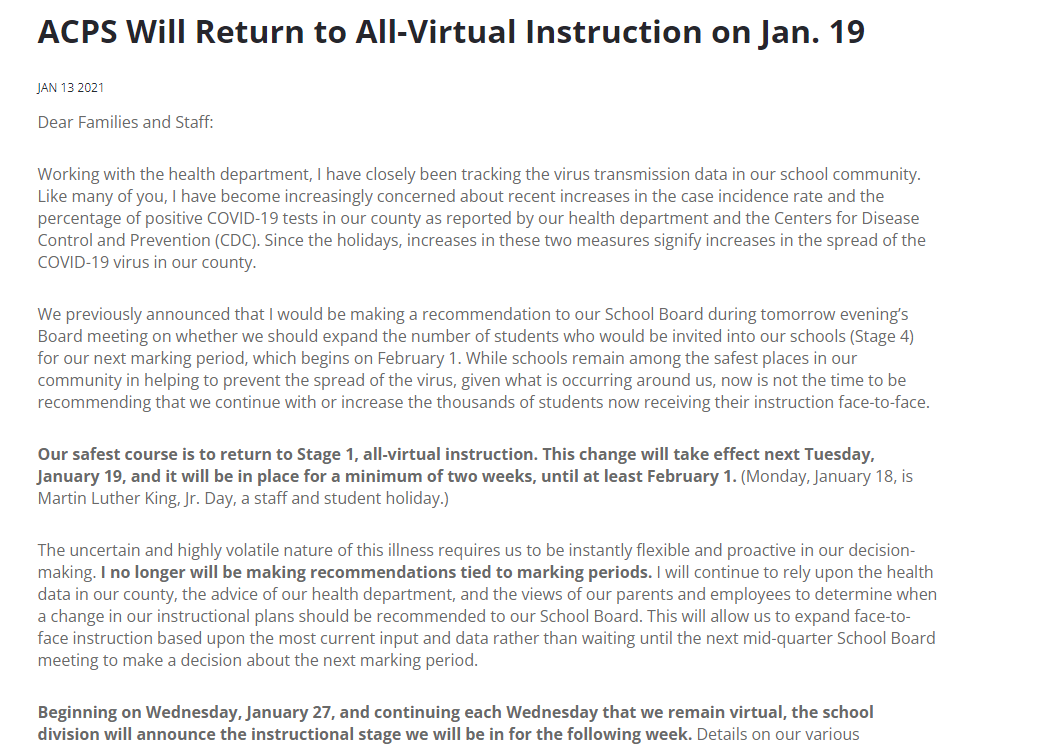 ACPS Will Return to All-Virtual Instruction on Jan. 19
JAN 13 2021
Dear Families and Staff:
Working with the health department, I have closely been tracking the virus transmission data in our school community.
Like many of you, I have become increasingly concerned about recent increases in the case incidence rate and the
percentage of positive COVID-19 tests in our county as reported by our health department and the Centers for Disease
Control and Prevention (CDC). Since the holidays, increases in these two measures signify increases in the spread of the
COVID-19 virus in our county.
We previously announced that I would be making a recommendation to our School Board during tomorrow evening’s
Board meeting on whether we should expand the number of students who would be invited into our schools (Stage 4)
for our next marking period, which begins on February 1. While schools remain among the safest places in our
community in helping to prevent the spread of the virus, given what is occurring around us, now is not the time to be
recommending that we continue with or increase the thousands of students now receiving their instruction face-to-face.
Our safest course is to return to Stage 1, all-virtual instruction. This change will take effect next Tuesday,
January 19, and it will be in place for a minimum of two weeks, until at least February 1. (Monday, January 18, is
Martin Luther King, Jr. Day, a staff and student holiday.)
The uncertain and highly volatile nature of this illness requires us to be instantly flexible and proactive in our decision-
making. I no longer will be making recommendations tied to marking periods. I will continue to rely upon the health
data in our county, the advice of our health department, and the views of our parents and employees to determine when
a change in our instructional plans should be recommended to our School Board. This will allow us to expand face-to-
face instruction based upon the most current input and data rather than waiting until the next mid-quarter School Board
meeting to make a decision about the next marking period.
Beginning on Wednesday, January 27, and continuing each Wednesday that we remain virtual, the school
division will announce the instructional stage we will be in for the following week. Details on our various